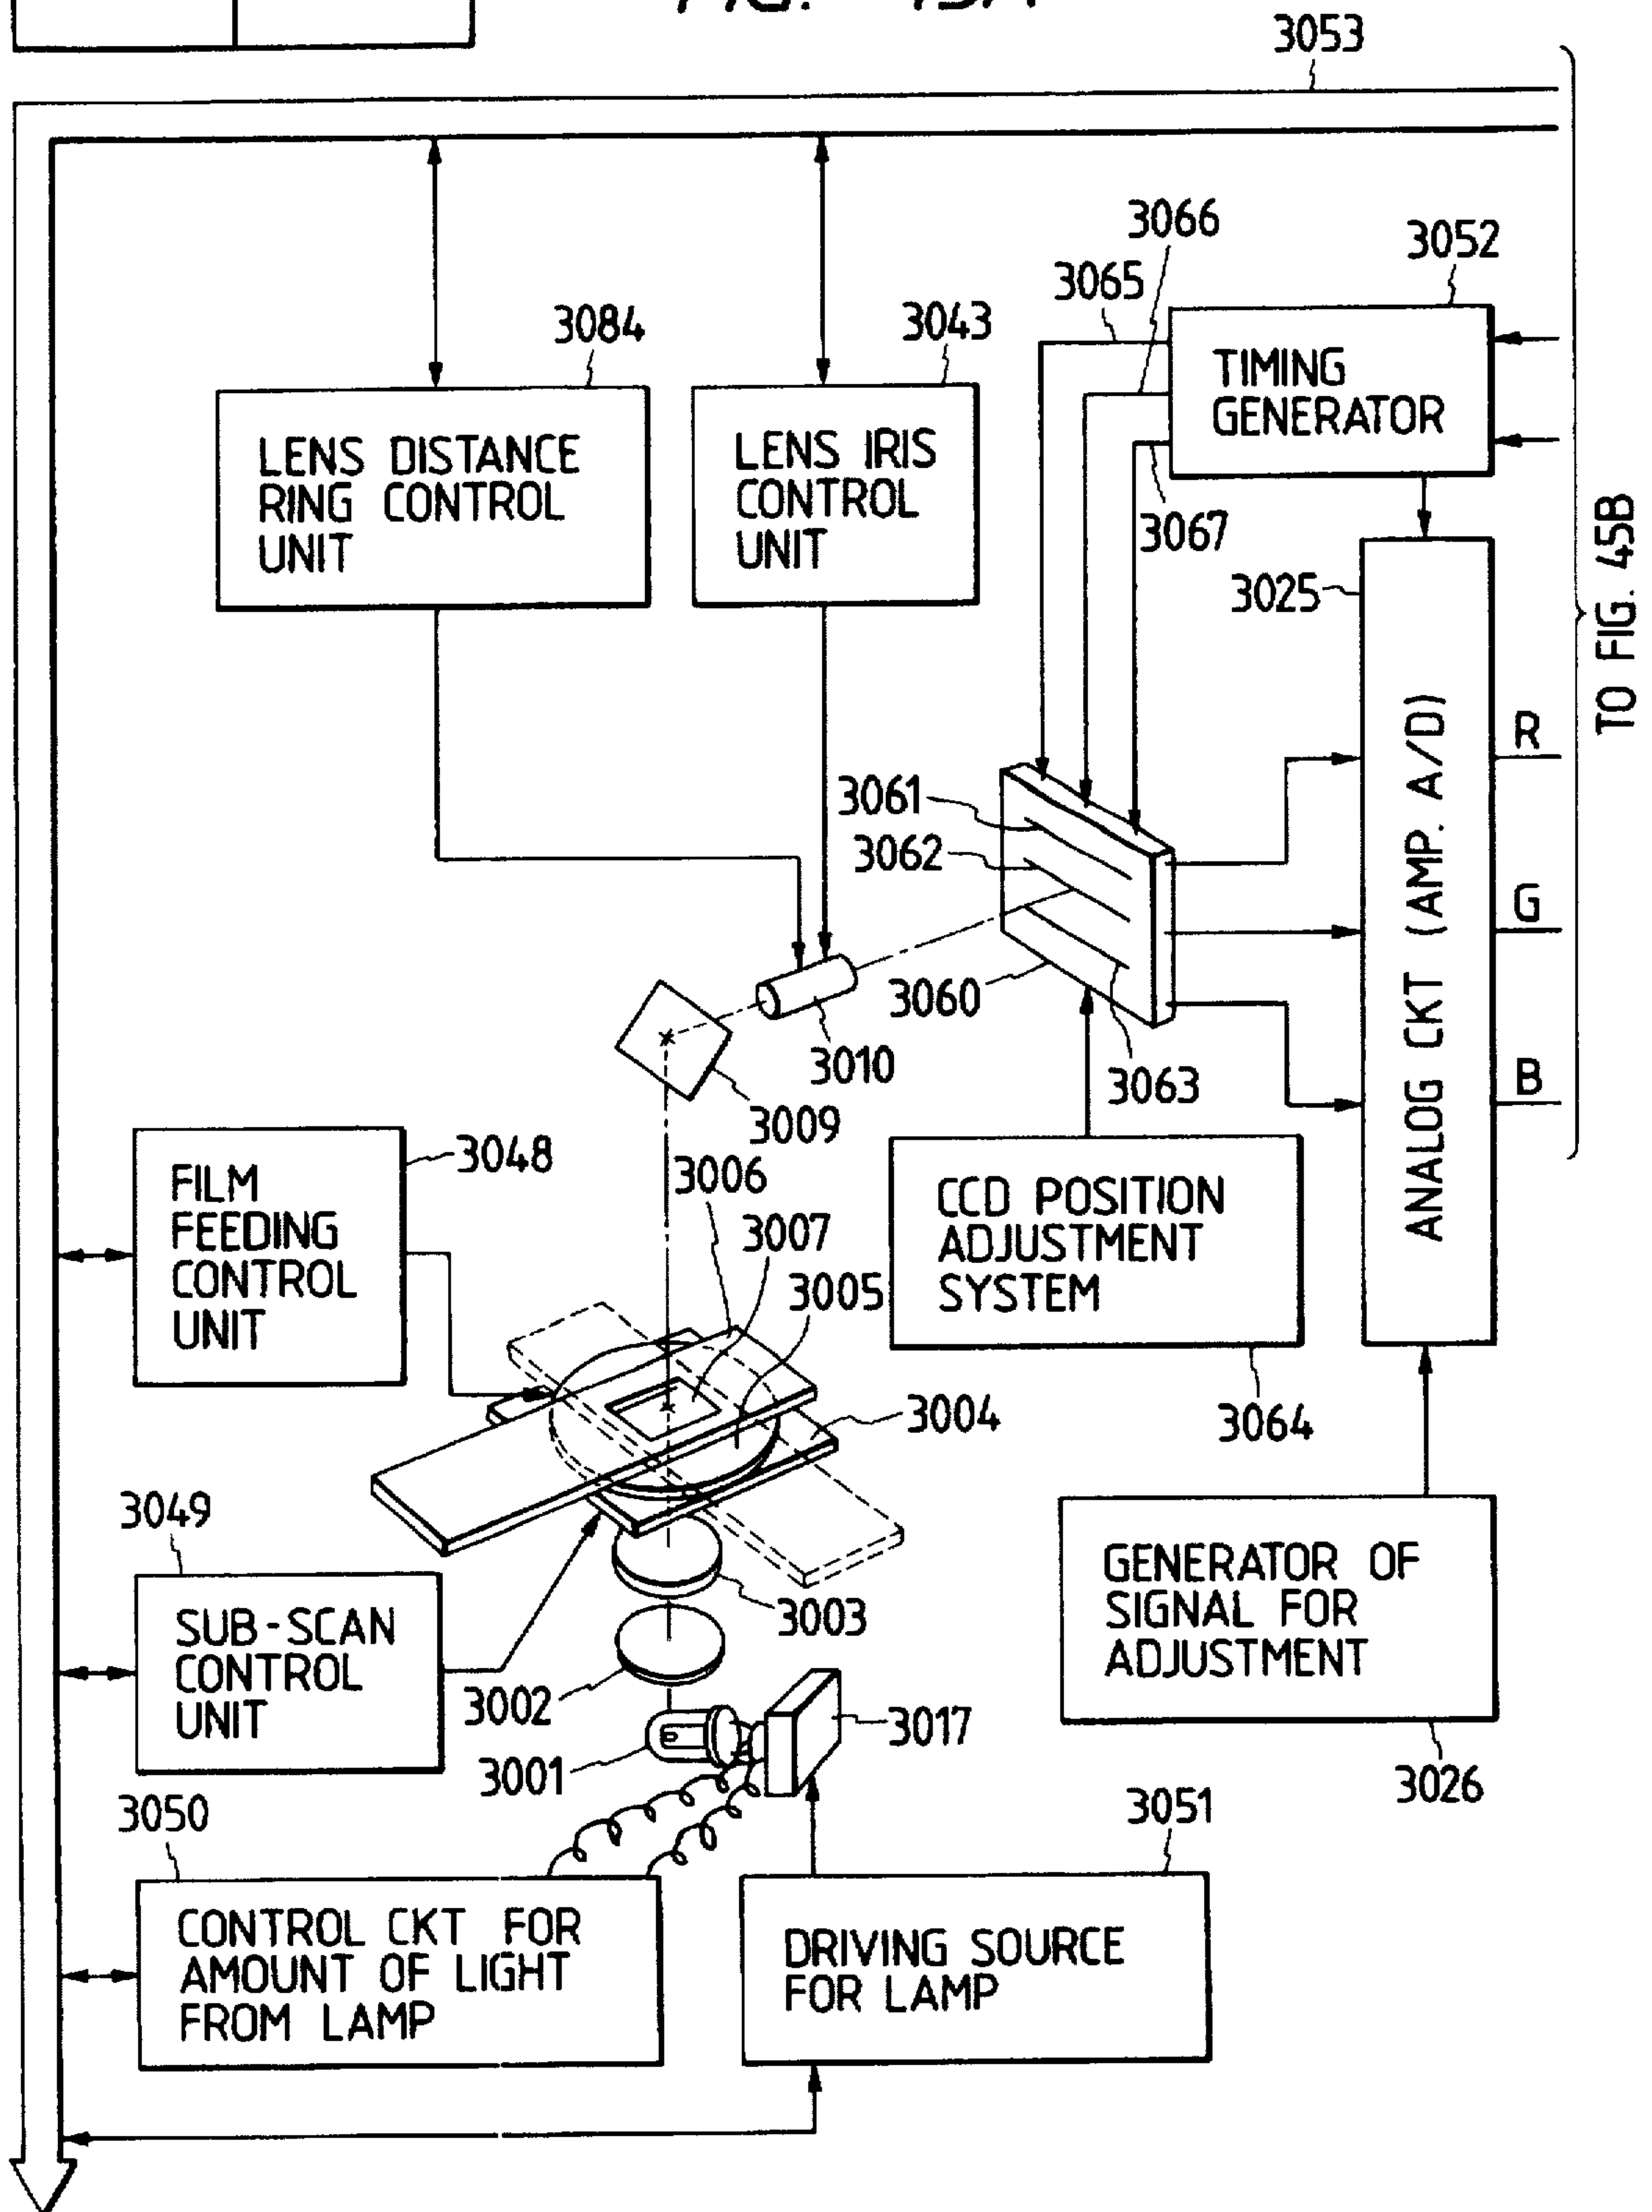 FIG. 45A
3053
3066
3052
3065
3084
3043
TIMING
GENERATOR
LENS DISTANCE
RING CONTROL
UNIT
LENS IRIS
CONTROL
UNIT
3067
3025
TO FIG. 45B
R
3061
3062
ANALOG CKT (AMP. A/D)
G
3060
3010
3063
B
3009
3048
3006
FILM
FEEDING
CONTROL
UNIT
CCD POSITION
ADJUSTMENT
SYSTEM
3007
3005
3004
3064
3049
GENERATOR OF
SIGNAL FOR
ADJUSTMENT
3003
SUB-SCAN
CONTROL
UNIT
3002
3017
3001
3026
3050
3051
CONTROL CKT FOR
AMOUNT OF LIGHT
FROM LAMP
DRIVING SOURCE
FOR LAMP